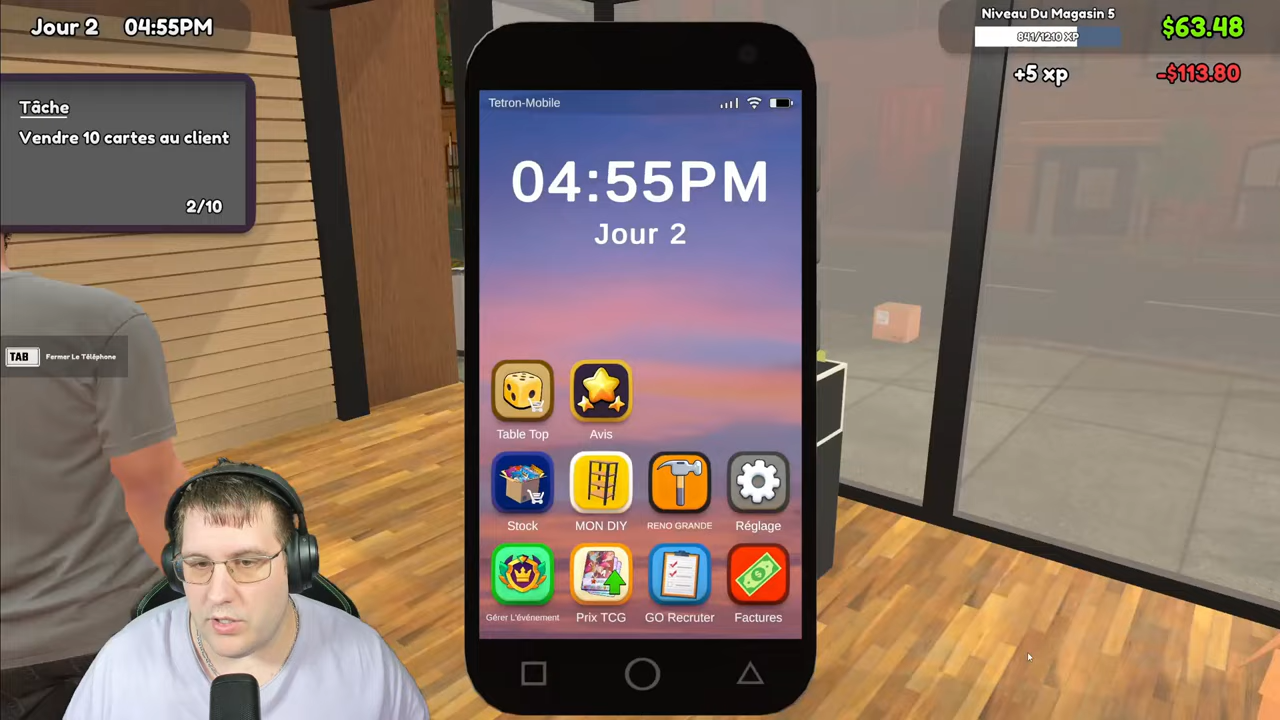 Jour 2 04:55PM
Niveau Du Magasin 5
$63.48
841/1210 XP
+5 xp
-$113.80
Tâche
Vendre 10 cartes au client
2/10
TAB Fermer Le Téléphone
Tetron-Mobile
04:55PM
Jour 2
Table Top
Avis
Stock
MON DIY
RENO GRANDE
Réglage
Gérer L'événement
Prix TCG
GO Recruter
Factures